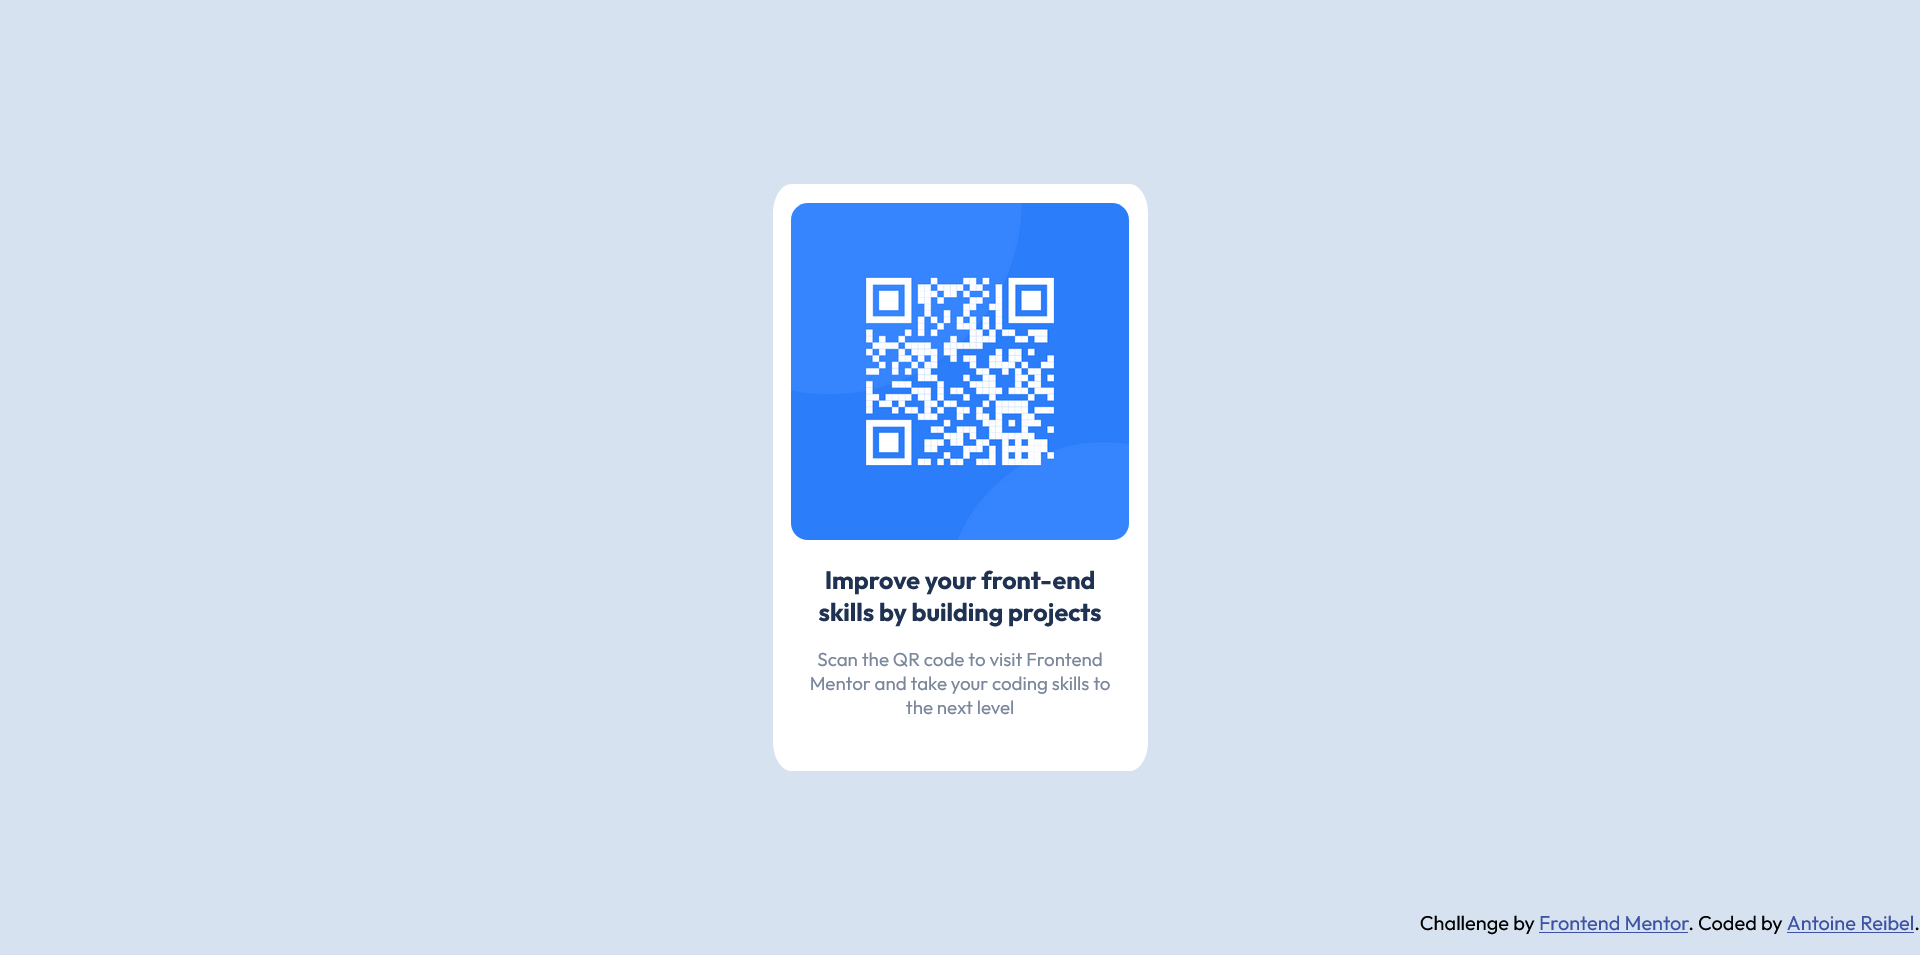 Improve your front-end
skills by building projects
Scan the QR code to visit Frontend
Mentor and take your coding skills to
the next level
Challenge by Frontend Mentor. Coded by Antoine Reibel.